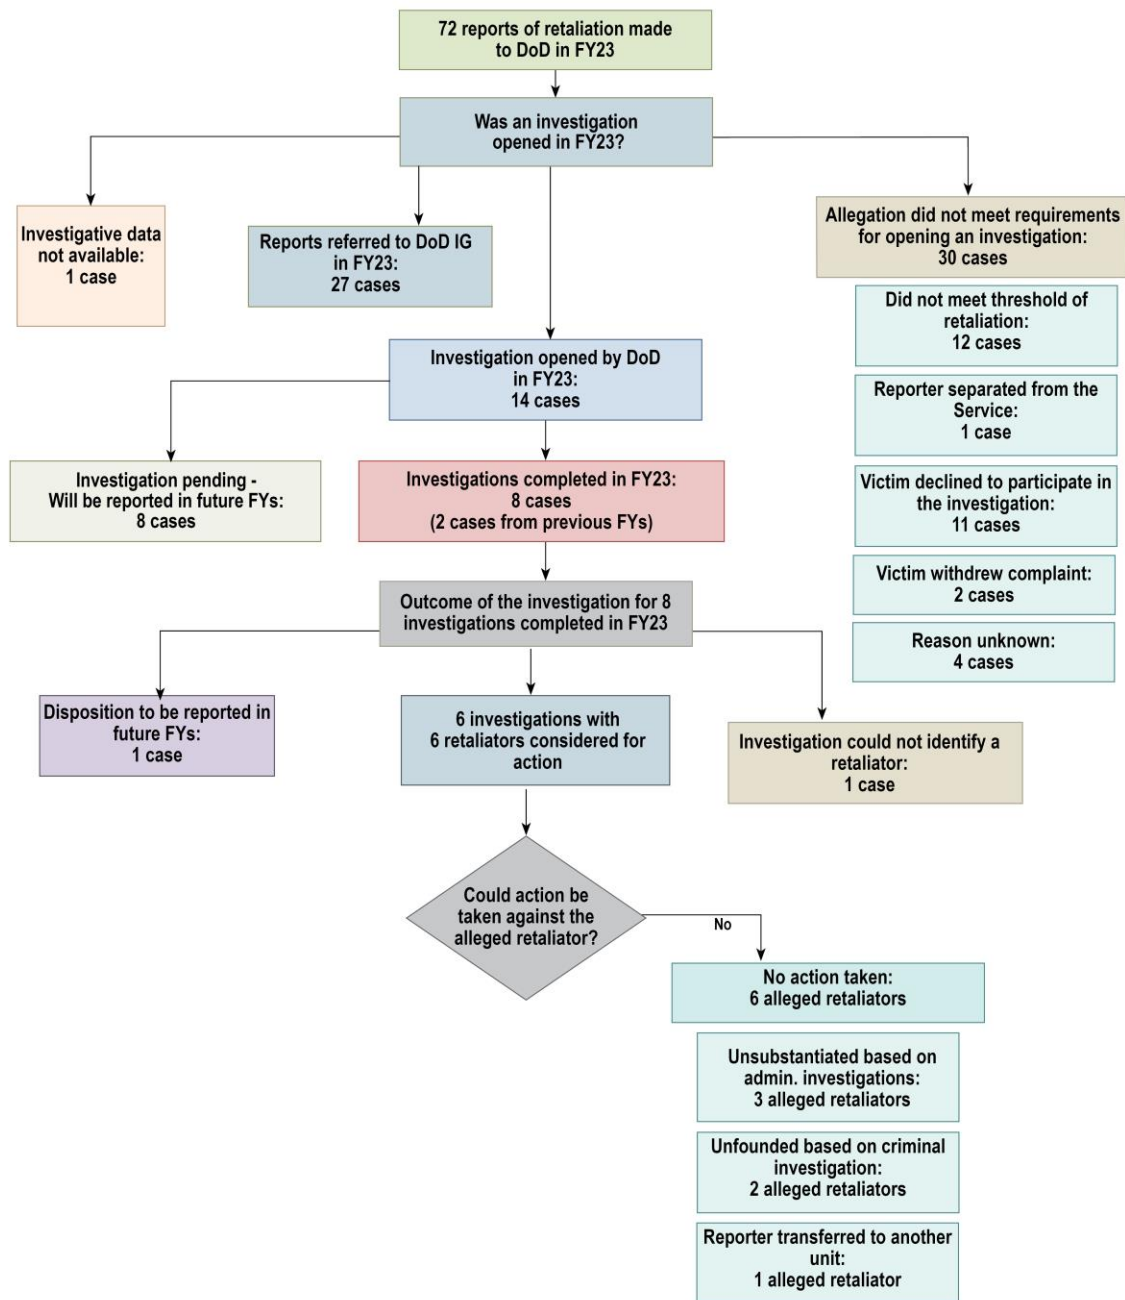 72 reports of retaliation made
to DoD in FY23
Was an investigation
opened in FY23?
Investigative data
not available:
1 case
Reports referred to DoD IG
in FY23:
27 cases
Allegation did not meet requirements
for opening an investigation:
30 cases
Did not meet threshold of
retaliation:
12 cases
Reporter separated from the
Service:
1 case
Victim declined to participate in
the investigation:
11 cases
Victim withdrew complaint:
2 cases
Reason unknown:
4 cases
Investigation opened by DoD
in FY23:
14 cases
Investigation pending -
Will be reported in future FYs:
8 cases
Investigations completed in FY23:
8 cases
(2 cases from previous FYs)
Outcome of the investigation for 8
investigations completed in FY23
Disposition to be reported in
future FYs:
1 case
6 investigations with
6 retaliators considered for
action
Investigation could not identify a
retaliator:
1 case
Could action be
taken against the
alleged retaliator?
No
No action taken:
6 alleged retaliators
Unsubstantiated based on
admin. investigations:
3 alleged retaliators
Unfounded based on criminal
investigation:
2 alleged retaliators
Reporter transferred to another
unit:
1 alleged retaliator